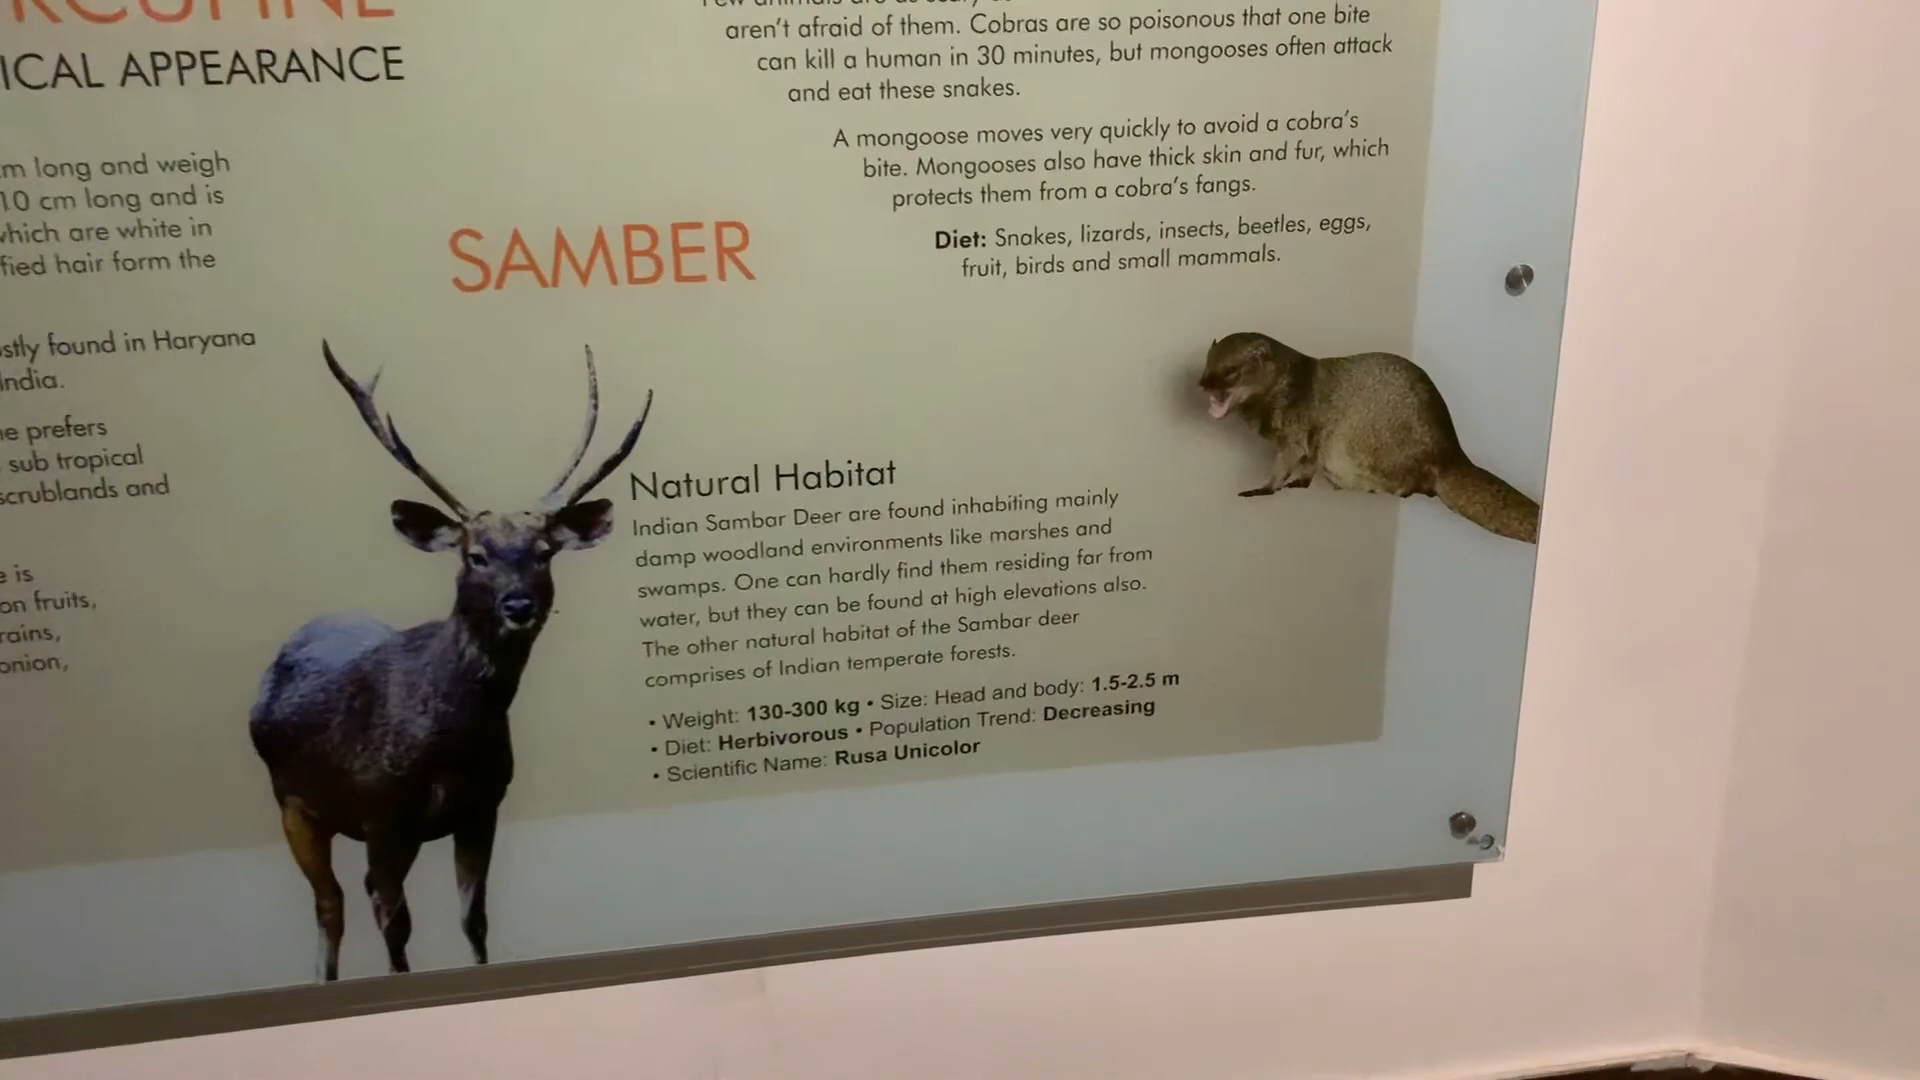 ICAL APPEARANCE
m long and weigh
10 cm long and is
which are white in
fied hair form the
stly found in Haryana
India.
e prefers
sub tropical
scrublands and
e is
on fruits,
rains,
onion,
aren't afraid of them. Cobras are so poisonous that one bite
can kill a human in 30 minutes, but mongooses often attack
and eat these snakes.
A mongoose moves very quickly to avoid a cobra's
bite. Mongooses also have thick skin and fur, which
protects them from a cobra's fangs.
Diet: Snakes, lizards, insects, beetles, eggs,
fruit, birds and small mammals.
SAMBER
Natural Habitat
Indian Sambar Deer are found inhabiting mainly
damp woodland environments like marshes and
swamps. One can hardly find them residing far from
water, but they can be found at high elevations also.
The other natural habitat of the Sambar deer
comprises of Indian temperate forests.
• Weight: 130-300 kg • Size: Head and body: 1.5-2.5 m
• Diet: Herbivorous • Population Trend: Decreasing
• Scientific Name: Rusa Unicolor